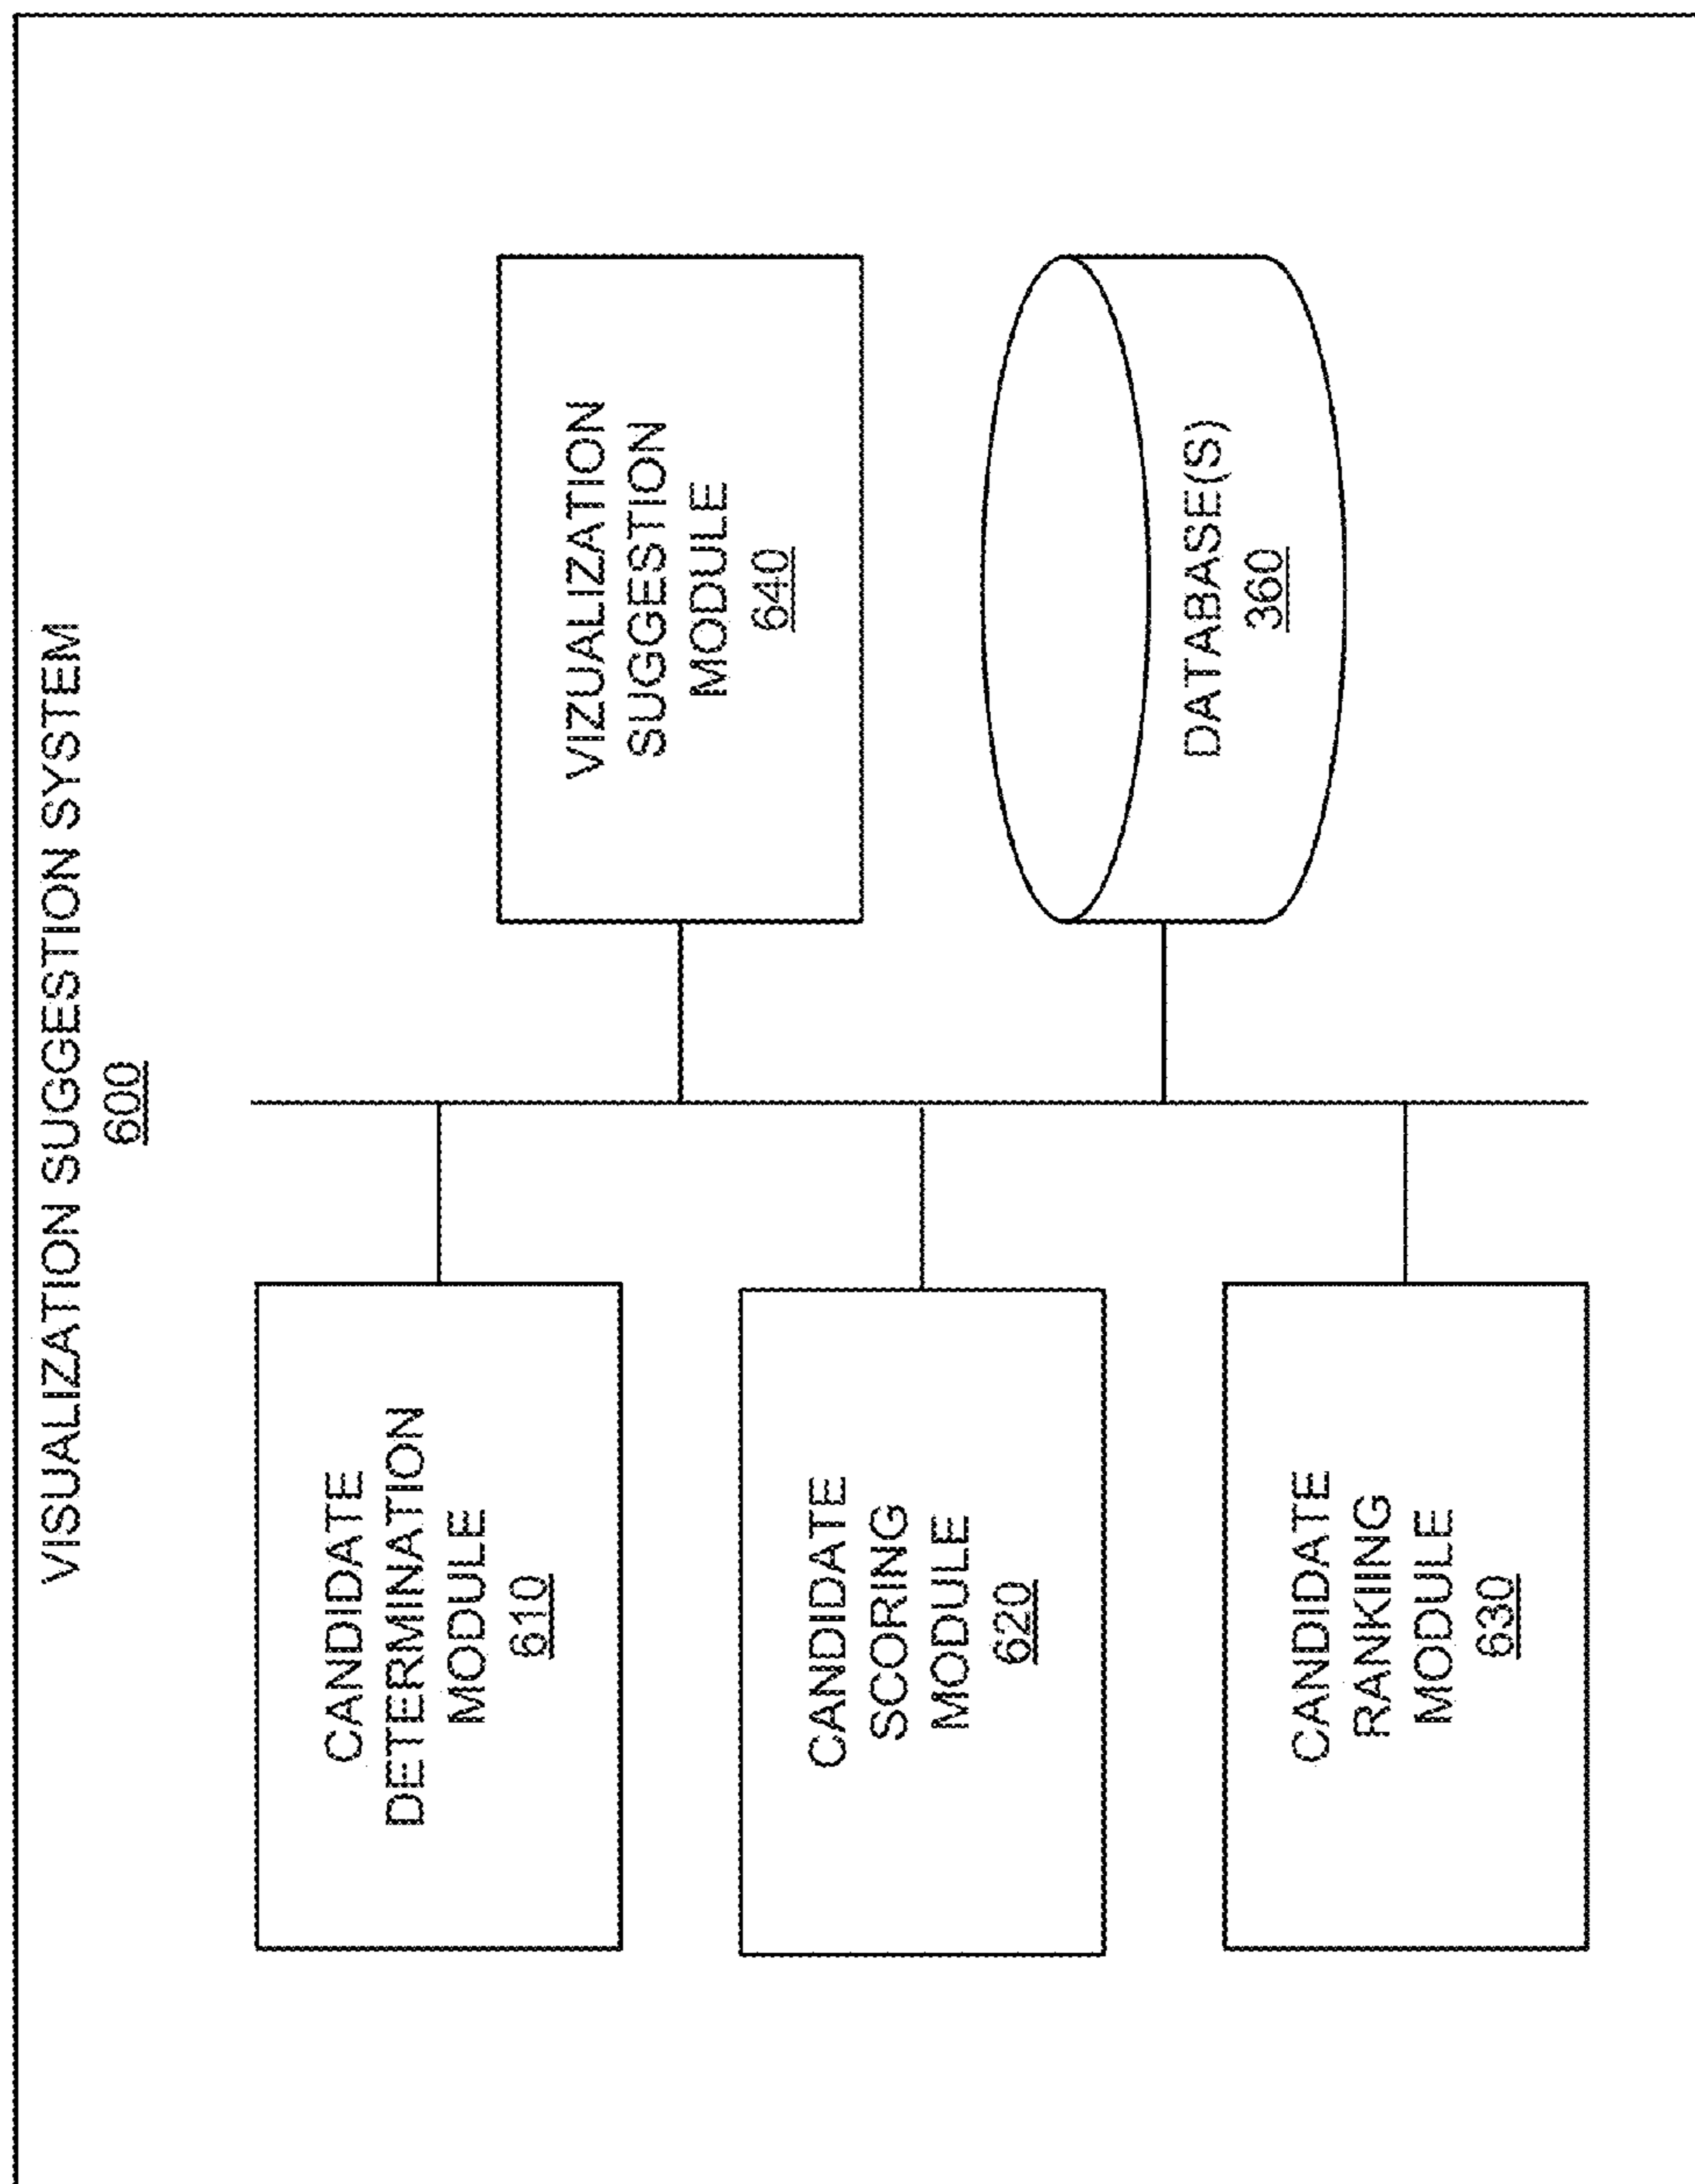 VISUALIZATION SUGGESTION SYSTEM
600
CANDIDATE
DETERMINATION
MODULE
610
CANDIDATE
SCORING
MODULE
620
CANDIDATE
RANKIING
MODULE
630
VIZUALIZATION
SUGGESTION
MODULE
640
DATABASE(S)
360